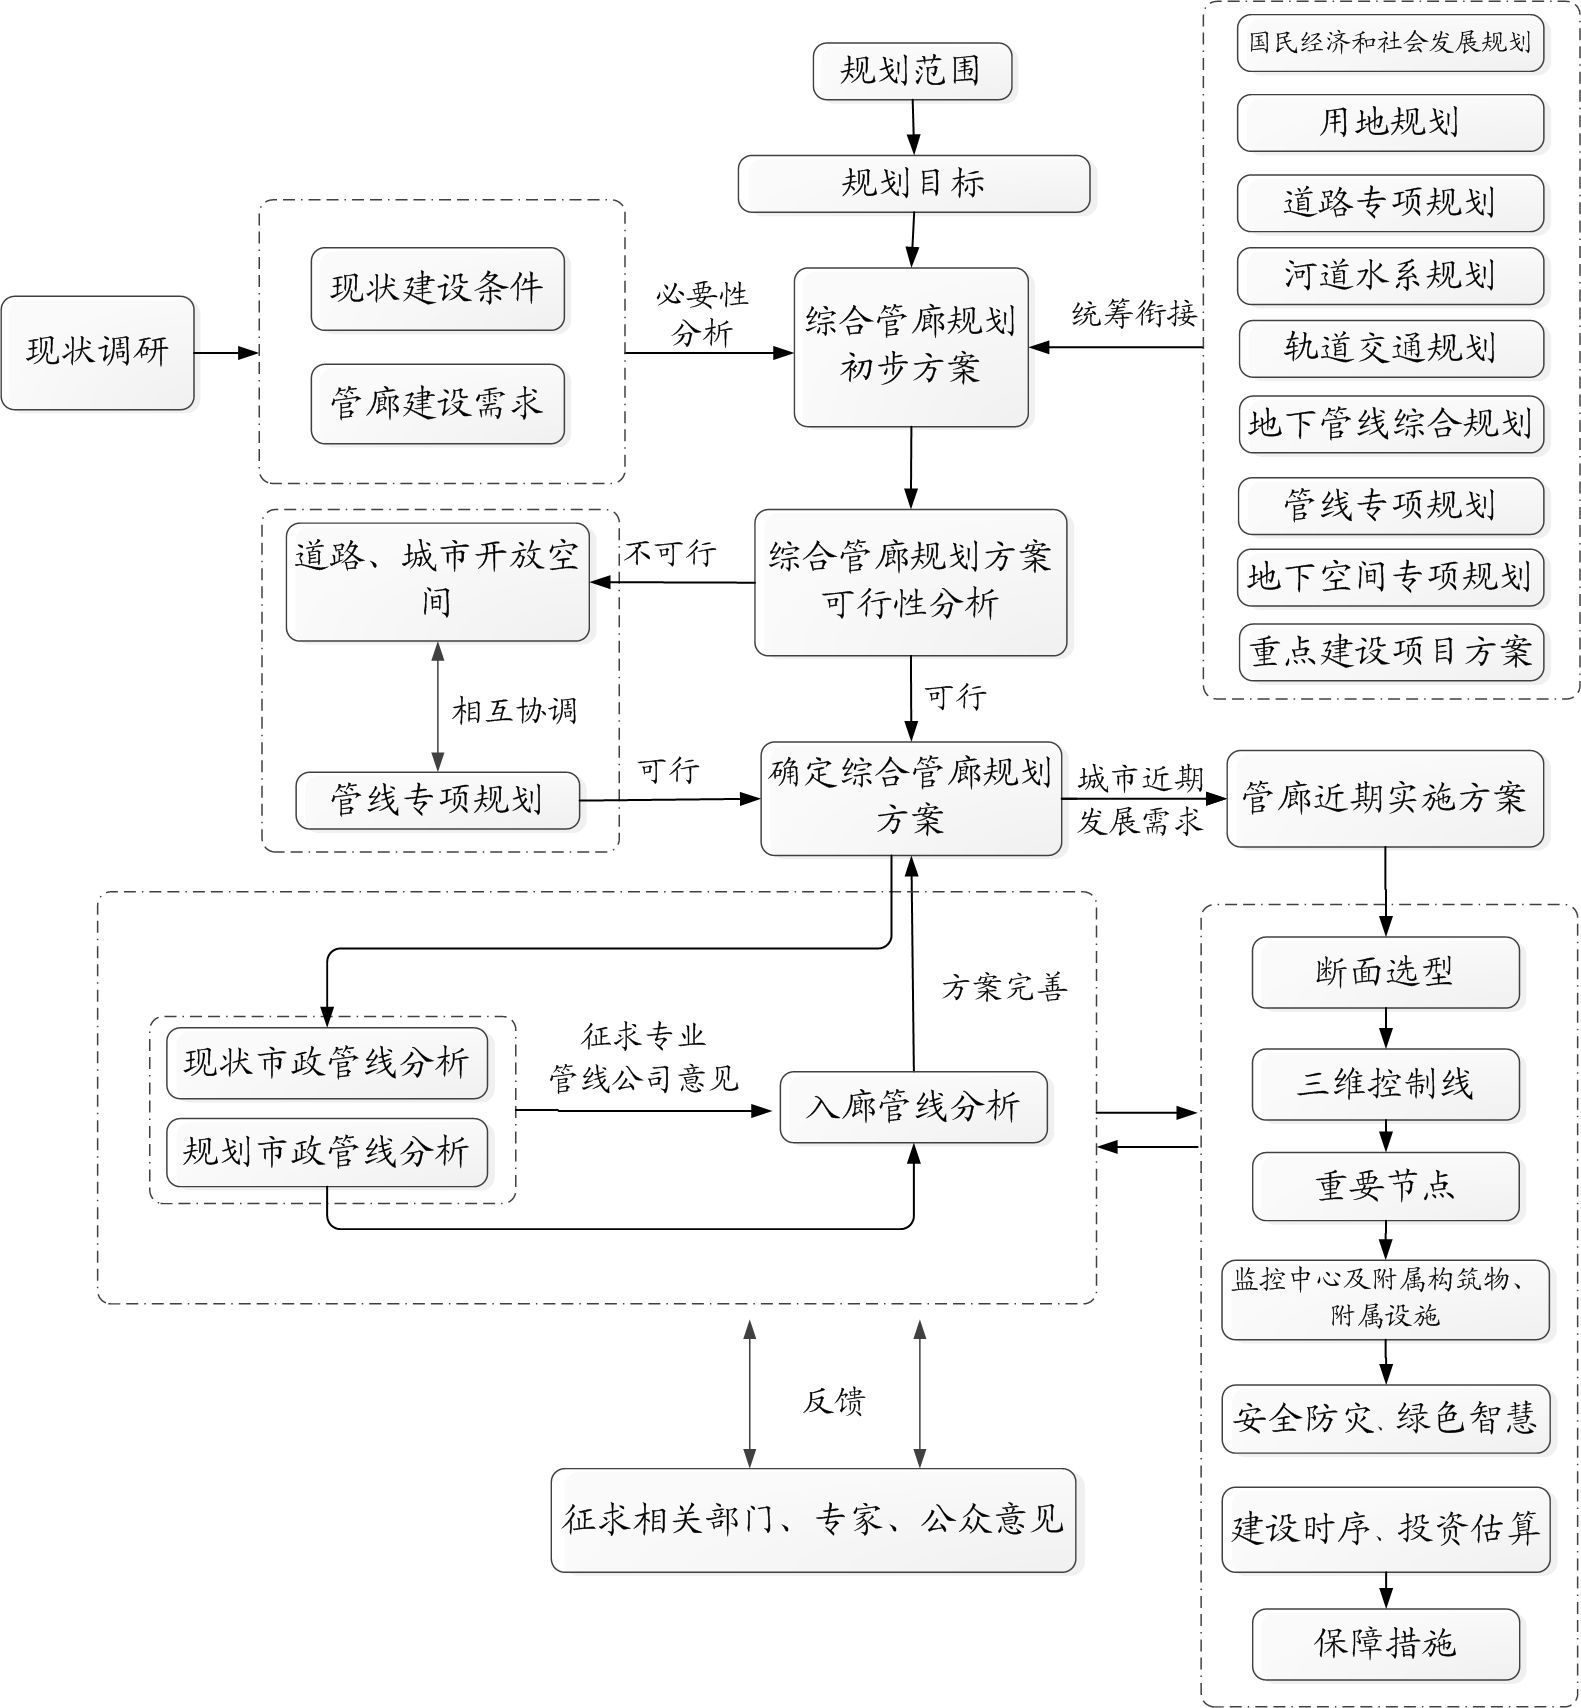 规划范围
规划目标
国民经济和社会发展规划
用地规划
道路专项规划
河道水系规划
轨道交通规划
地下管线综合规划
管线专项规划
地下空间专项规划
重点建设项目方案
现状调研
现状建设条件
管廊建设需求
必要性
分析
综合管廊规划
初步方案
统筹衔接
道路、城市开放空
间
不可行
综合管廊规划方案
可行性分析
相互协调
可行
管线专项规划
可行
确定综合管廊规划
方案
城市近期
发展需求
管廊近期实施方案
方案完善
现状市政管线分析
规划市政管线分析
征求专业
管线公司意见
入廊管线分析
断面选型
三维控制线
重要节点
监控中心及附属构筑物、
附属设施
安全防灾、绿色智慧
建设时序、投资估算
保障措施
反馈
征求相关部门、专家、公众意见